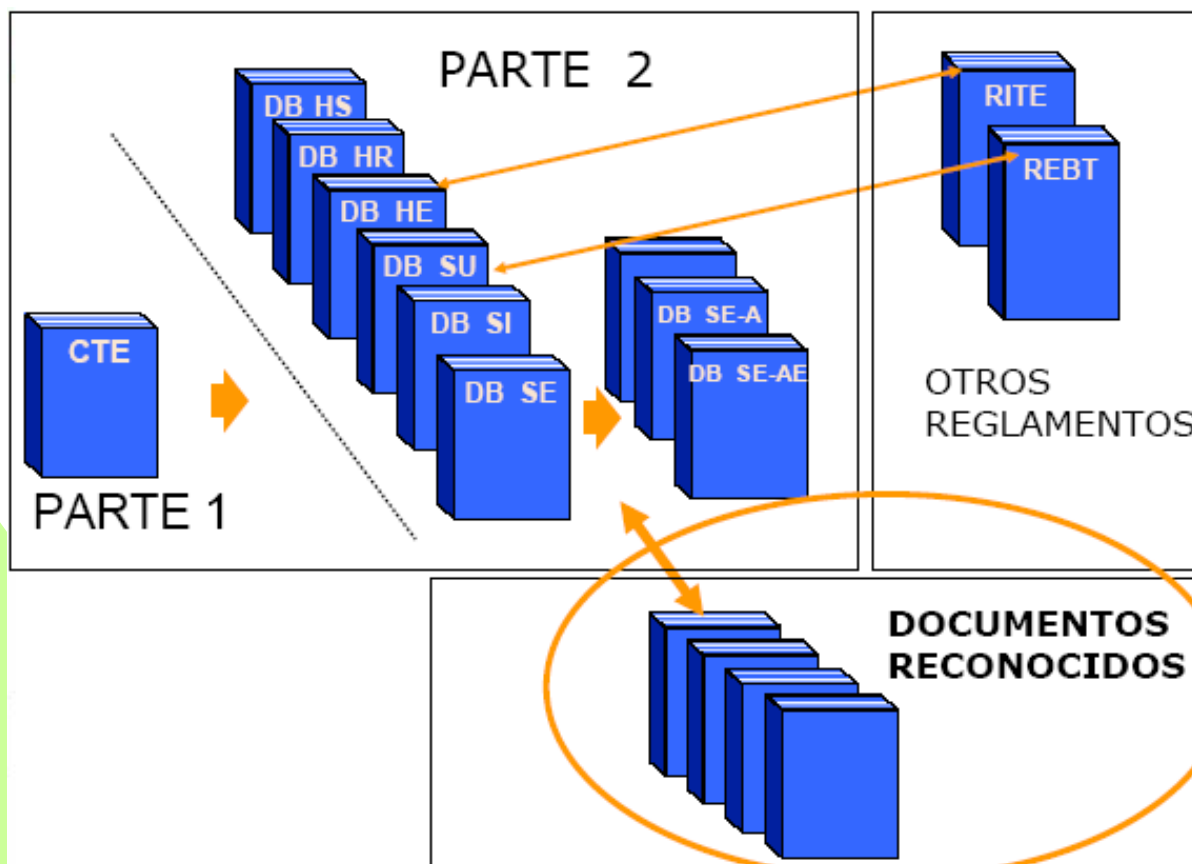 PARTE 2
DB HS
DB HR
DB HE
DB SU
DB SI
DB SE
DB SE-A
DB SE-AE
CTE
PARTE 1
RITE
REBT
OTROS
REGLAMENTOS
DOCUMENTOS
RECONOCIDOS